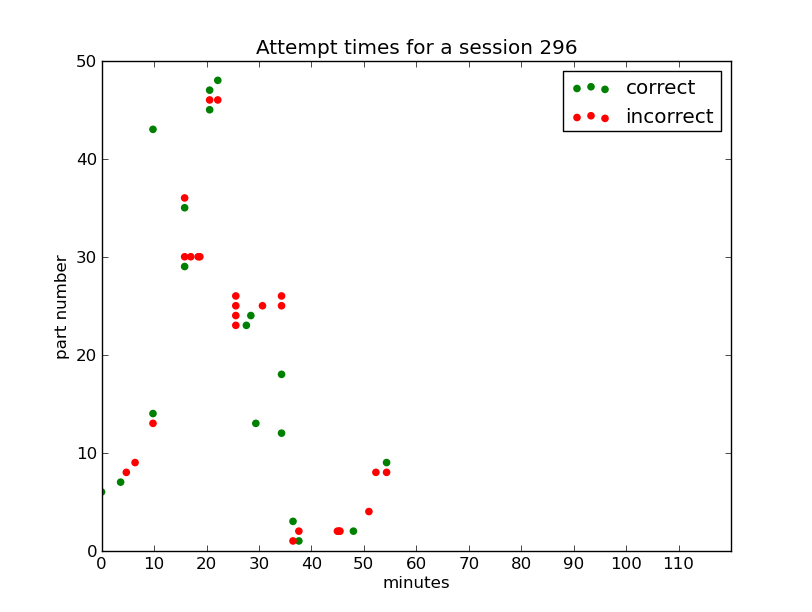 Attempt times for a session 296
correct
incorrect
50
40
30
20
10
0
part number
0 10 20 30 40 50 60 70 80 90 100 110
minutes